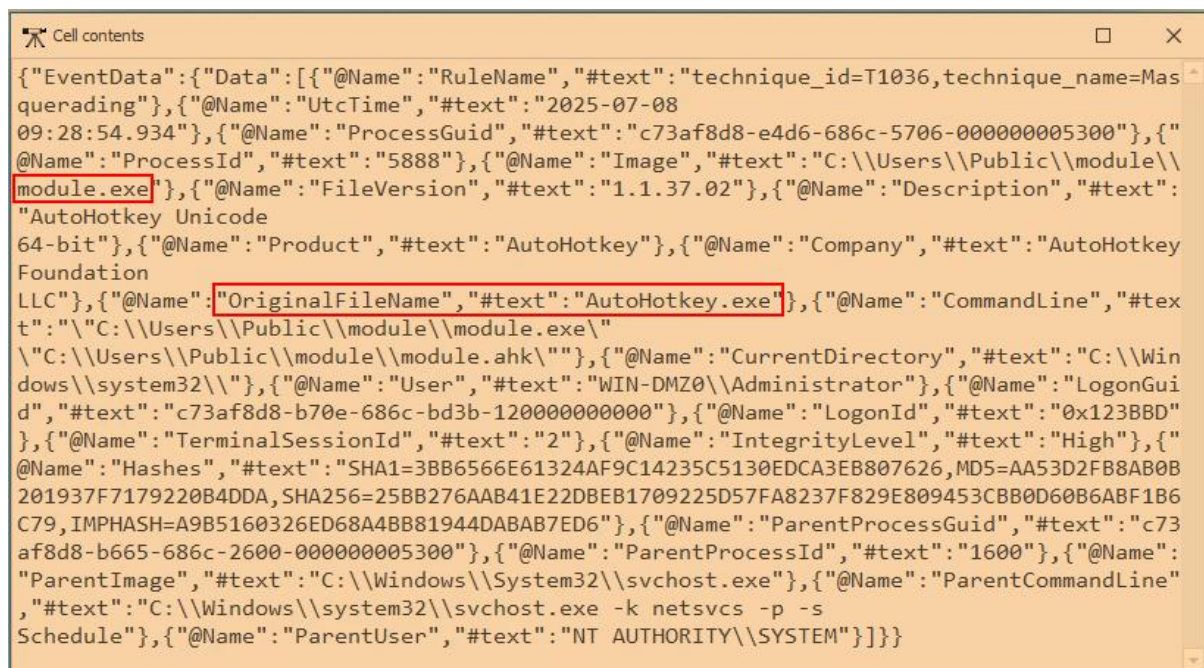 Cell contents
{"EventData":{"Data":[{"@Name":"RuleName","#text":"technique_id=T1036,technique_name=Mas
querading"},{"@Name":"UtcTime","#text":"2025-07-08
09:28:54.934"},{"@Name":"ProcessGuid","#text":"c73af8d8-e4d6-686c-5706-000000005300"},{"
@Name":"ProcessId","#text":"5888"},{"@Name":"Image","#text":"C:\\Users\\Public\\module\\
module.exe"},{"@Name":"FileVersion","#text":"1.1.37.02"},{"@Name":"Description","#text":
"AutoHotkey Unicode
64-bit"},{"@Name":"Product","#text":"AutoHotkey"},{"@Name":"Company","#text":"AutoHotkey
Foundation
LLC"},{"@Name":"OriginalFileName","#text":"AutoHotkey.exe"},{"@Name":"CommandLine","#tex
t":"\"C:\\Users\\Public\\module\\module.exe\"
\"C:\\Users\\Public\\module\\module.ahk\""},{"@Name":"CurrentDirectory","#text":"C:\\Win
dows\\system32\\"},{"@Name":"User","#text":"WIN-DMZ0\\Administrator"},{"@Name":"LogonGui
d","#text":"c73af8d8-b70e-686c-bd3b-120000000000"},{"@Name":"LogonId","#text":"0x123BBD"
},{"@Name":"TerminalSessionId","#text":"2"},{"@Name":"IntegrityLevel","#text":"High"},{"
@Name":"Hashes","#text":"SHA1=3BB6566E61324AF9C14235C5130EDCA3EB807626,MD5=AA53D2FB8AB0B
201937F7179220B4DDA,SHA256=25BB276AAB41E22DBEB1709225D57FA8237F829E809453CBB0D60B6ABF1B6
C79,IMPHASH=A9B5160326ED68A4BB81944DABAB7ED6"},{"@Name":"ParentProcessGuid","#text":"c73
af8d8-b665-686c-2600-000000005300"},{"@Name":"ParentProcessId","#text":"1600"},{"@Name":
"ParentImage","#text":"C:\\Windows\\System32\\svchost.exe"},{"@Name":"ParentCommandLine"
,"#text":"C:\\Windows\\system32\\svchost.exe -k netsvcs -p -s
Schedule"},{"@Name":"ParentUser","#text":"NT AUTHORITY\\SYSTEM"}]}}